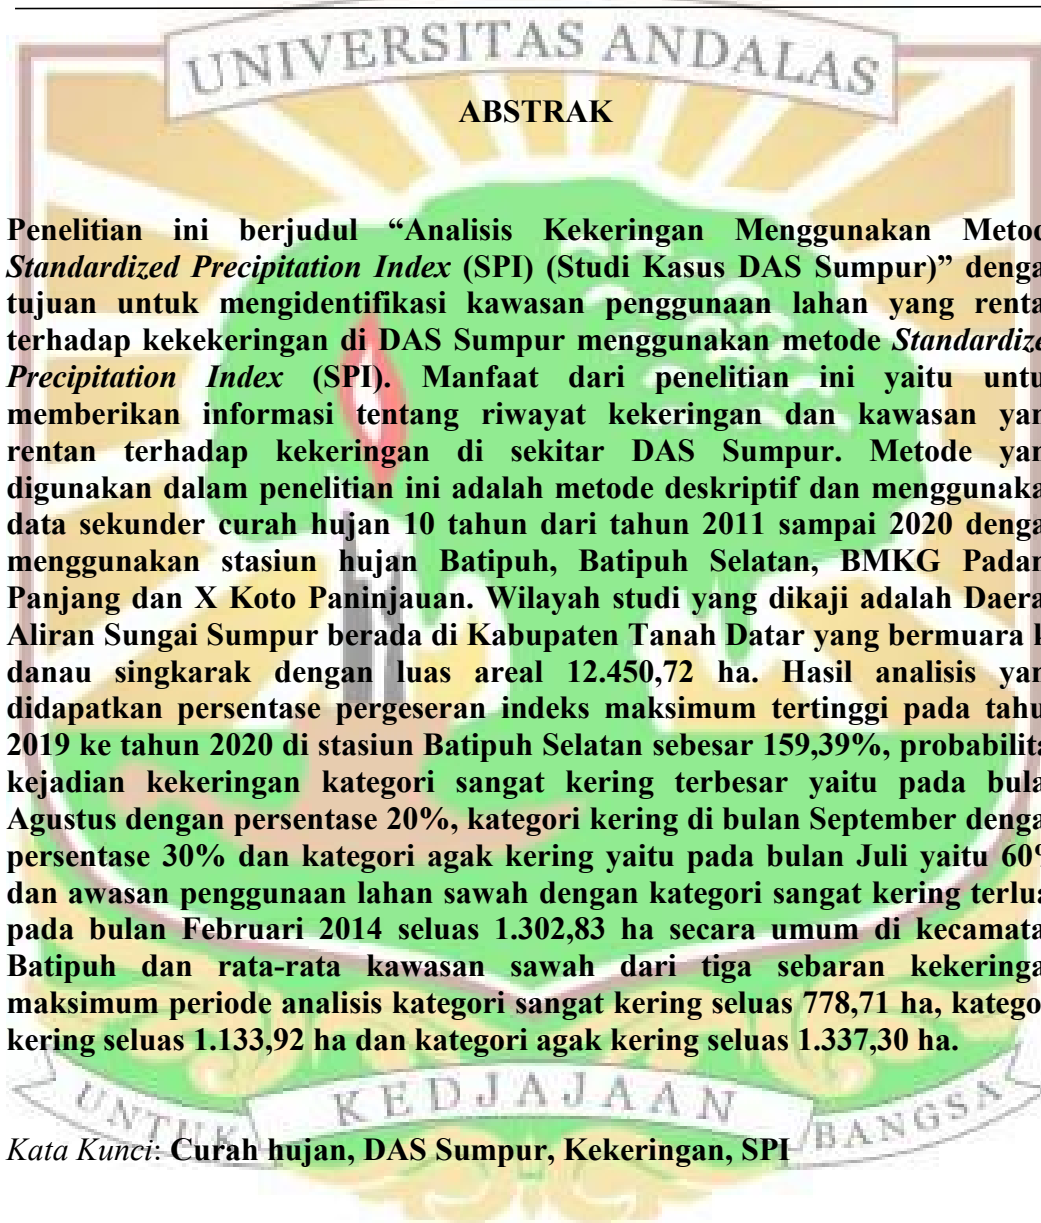 UNIVERSITAS ANDALAS
ABSTRAK
Penelitian ini berjudul “Analisis Kekeringan Menggunakan Metod
Standardized Precipitation Index (SPI) (Studi Kasus DAS Sumpur)” denga
tujuan untuk mengidentifikasi kawasan penggunaan lahan yang renta
terhadap kekekeringan di DAS Sumpur menggunakan metode Standardize
Precipitation Index (SPI). Manfaat dari penelitian ini yaitu untu
memberikan informasi tentang riwayat kekeringan dan kawasan yan
rentan terhadap kekeringan di sekitar DAS Sumpur. Metode yan
digunakan dalam penelitian ini adalah metode deskriptif dan menggunaka
data sekunder curah hujan 10 tahun dari tahun 2011 sampai 2020 denga
menggunakan stasiun hujan Batipuh, Batipuh Selatan, BMKG Padan
Panjang dan X Koto Paninjauan. Wilayah studi yang dikaji adalah Daera
Aliran Sungai Sumpur berada di Kabupaten Tanah Datar yang bermuara k
danau singkarak dengan luas areal 12.450,72 ha. Hasil analisis yan
didapatkan persentase pergeseran indeks maksimum tertinggi pada tahu
2019 ke tahun 2020 di stasiun Batipuh Selatan sebesar 159,39%, probabilita
kejadian kekeringan kategori sangat kering terbesar yaitu pada bula
Agustus dengan persentase 20%, kategori kering di bulan September denga
persentase 30% dan kategori agak kering yaitu pada bulan Juli yaitu 60%
dan awasan penggunaan lahan sawah dengan kategori sangat kering terlua
pada bulan Februari 2014 seluas 1.302,83 ha secara umum di kecamata
Batipuh dan rata-rata kawasan sawah dari tiga sebaran kekeringa
maksimum periode analisis kategori sangat kering seluas 778,71 ha, katego
kering seluas 1.133,92 ha dan kategori agak kering seluas 1.337,30 ha.
UNTUK KEDJAJAAN BANGSA
Kata Kunci: Curah hujan, DAS Sumpur, Kekeringan, SPI